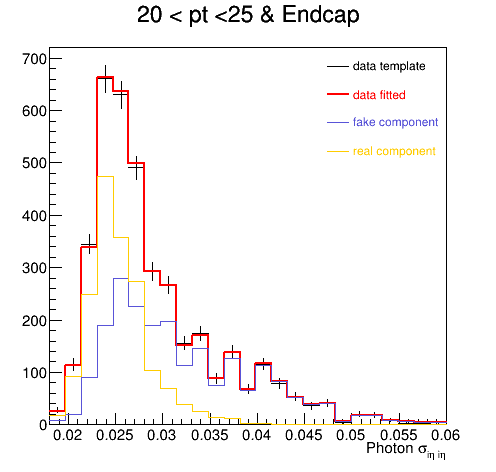 20 < pt <25 & Endcap
700
600
500
400
300
200
100
0
data template
data fitted
fake component
real component
0.02 0.025 0.03 0.035 0.04 0.045 0.05 0.055 0.06
Photon σiη iη